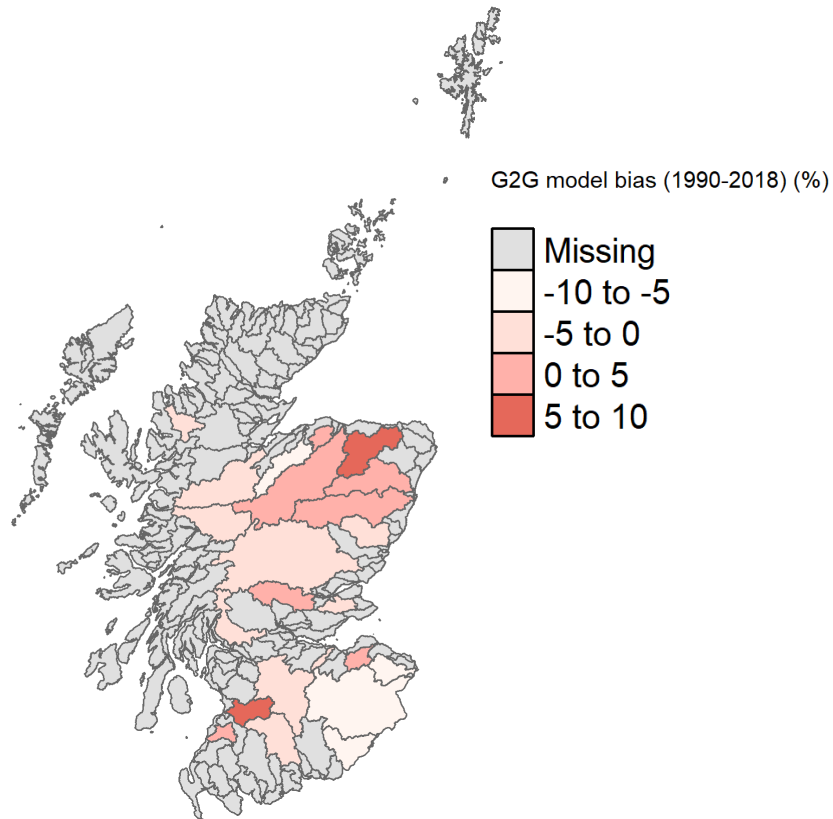 G2G model bias (1990-2018) (%)
Missing
-10 to -5
-5 to 0
0 to 5
5 to 10